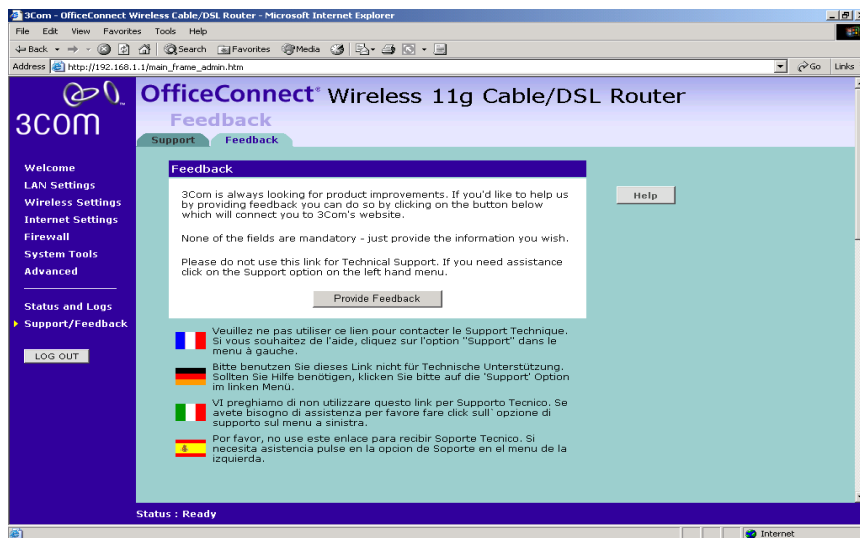 3Com - OfficeConnect Wireless Cable/DSL Router - Microsoft Internet Explorer
File Edit View Favorites Tools Help
Back Search Favorites Media
Address http://192.168.1.1/main_frame_admin.htm Go Links
3COM
OfficeConnect® Wireless 11g Cable/DSL Router
Feedback
Support Feedback
Welcome
LAN Settings
Wireless Settings
Internet Settings
Firewall
System Tools
Advanced
Status and Logs
Support/Feedback
LOG OUT
Feedback
3Com is always looking for product improvements. If you'd like to help us
by providing feedback you can do so by clicking on the button below
which will connect you to 3Com's website.
None of the fields are mandatory - just provide the information you wish.
Please do not use this link for Technical Support. If you need assistance
click on the Support option on the left hand menu.
Provide Feedback
Help
Veuillez ne pas utiliser ce lien pour contacter le Support Technique.
Si vous souhaitez de l'aide, cliquez sur l'option "Support" dans le
menu à gauche.
Bitte benutzen Sie dieses Link nicht für Technische Unterstützung.
Sollten Sie Hilfe benötigen, klicken Sie bitte auf die 'Support' Option
im linken Menü.
VI preghiamo di non utilizzare questo link per Supporto Tecnico. Se
avete bisogno di assistenza per favore fare click sull` opzione di
supporto sul menu a sinistra.
Por favor, no use este enlace para recibir Soporte Tecnico. Si
necesita asistencia pulse en la opcion de Soporte en el menu de la
izquierda.
Status : Ready
Internet